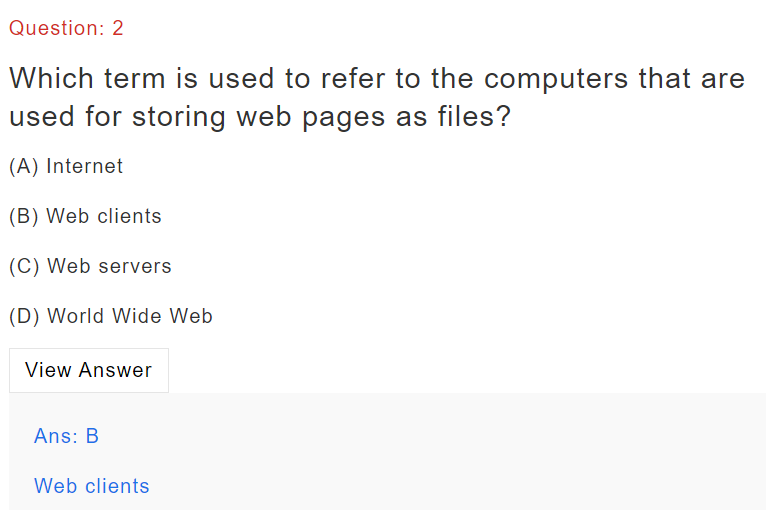 Question: 2
Which term is used to refer to the computers that are
used for storing web pages as files?
(A) Internet
(B) Web clients
(C) Web servers
(D) World Wide Web
View Answer
Ans: B
Web clients